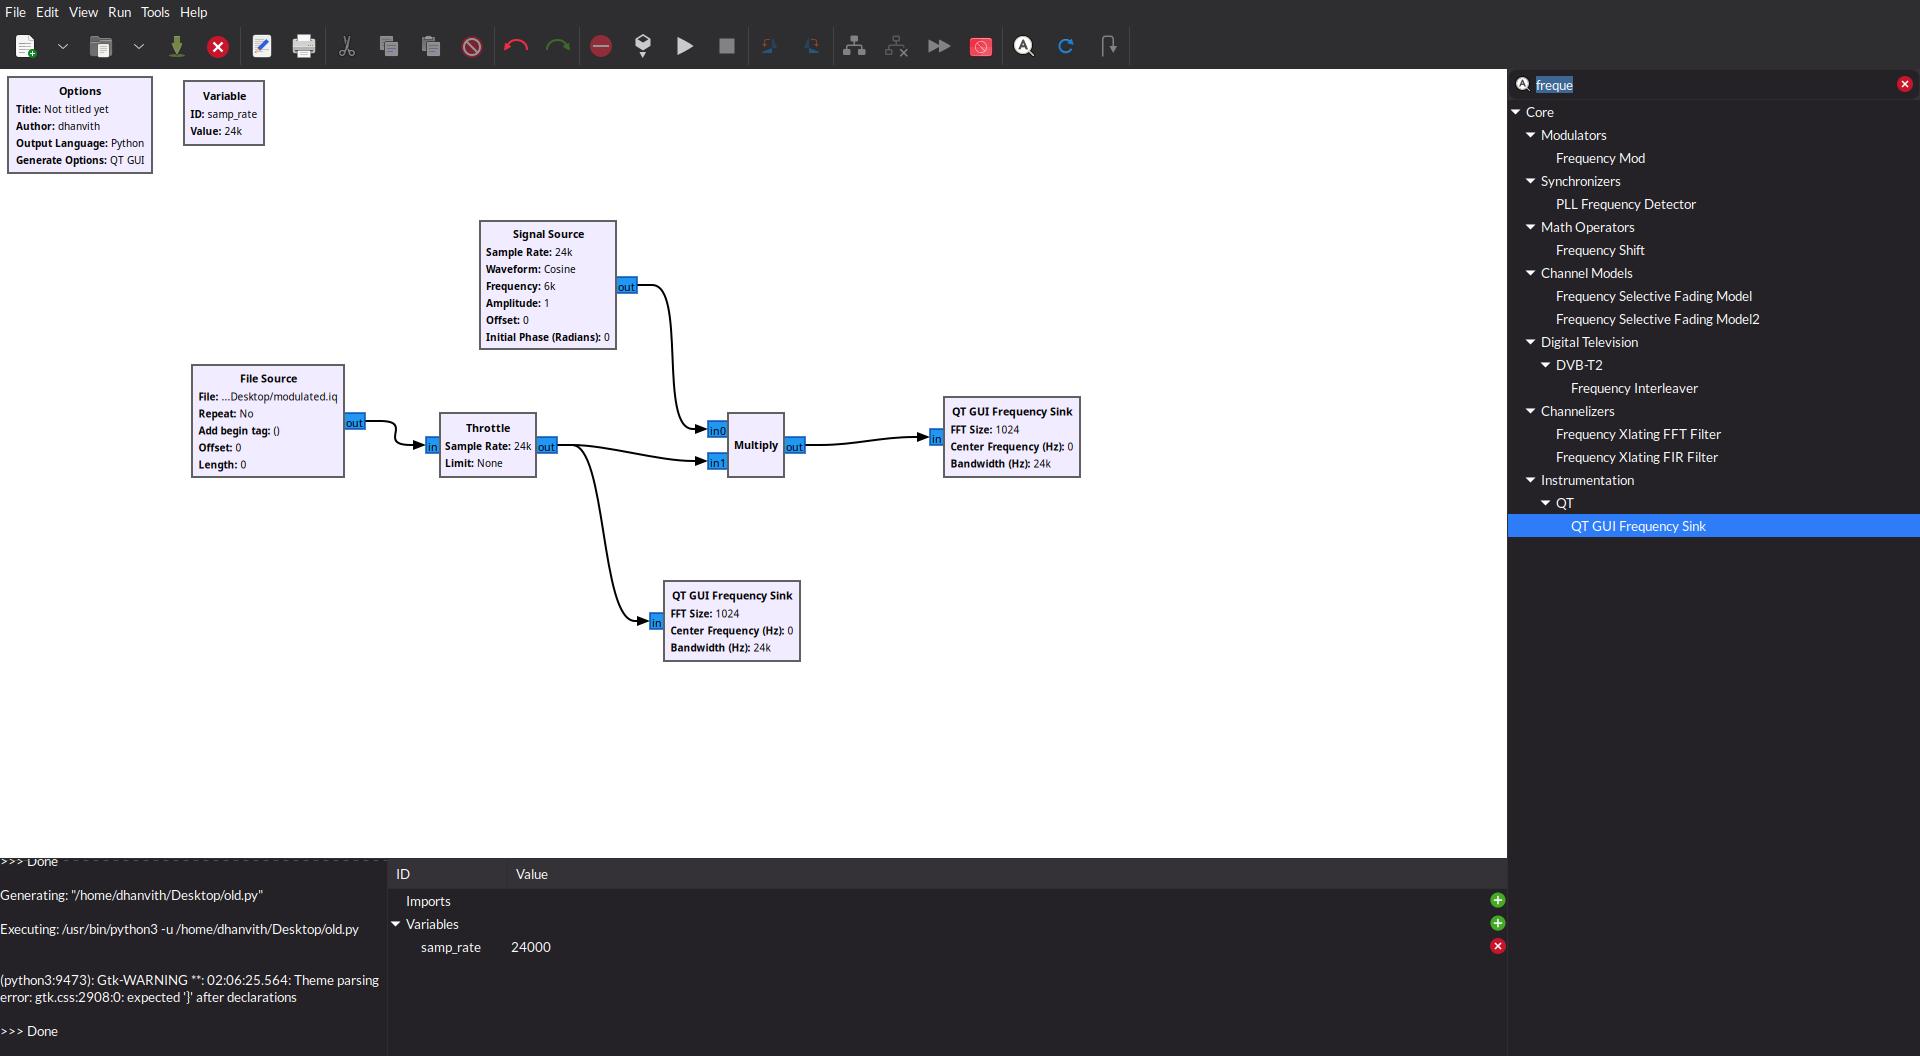 File Edit View Run Tools Help
Options
Title: Not titled yet
Author: dhanvith
Output Language: Python
Generate Options: QT GUI
Variable
ID: samp_rate
Value: 24k
Signal Source
Sample Rate: 24k
Waveform: Cosine
Frequency: 6k
Amplitude: 1
Offset: 0
Initial Phase (Radians): 0
out
File Source
File: ...Desktop/modulated.iq
Repeat: No
Add begin tag: ()
Offset: 0
Length: 0
out
in
Throttle
Sample Rate: 24k
Limit: None
out
in0
in1
Multiply
out
in
QT GUI Frequency Sink
FFT Size: 1024
Center Frequency (Hz): 0
Bandwidth (Hz): 24k
in
QT GUI Frequency Sink
FFT Size: 1024
Center Frequency (Hz): 0
Bandwidth (Hz): 24k
freque
Core
Modulators
Frequency Mod
Synchronizers
PLL Frequency Detector
Math Operators
Frequency Shift
Channel Models
Frequency Selective Fading Model
Frequency Selective Fading Model2
Digital Television
DVB-T2
Frequency Interleaver
Channelizers
Frequency Xlating FFT Filter
Frequency Xlating FIR Filter
Instrumentation
QT
QT GUI Frequency Sink
>>> Done
Generating: "/home/dhanvith/Desktop/old.py"
Executing: /usr/bin/python3 -u /home/dhanvith/Desktop/old.py
(python3:9473): Gtk-WARNING **: 02:06:25.564: Theme parsing
error: gtk.css:2908:0: expected '}' after declarations
>>> Done
ID Value
Imports
Variables
samp_rate 24000